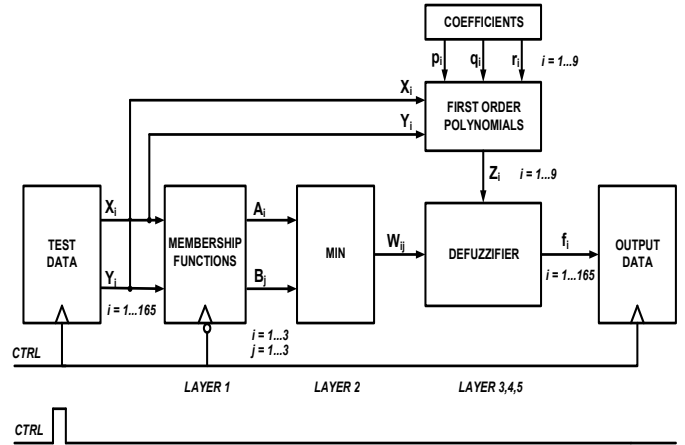 COEFFICIENTS
pi qi ri i = 1...9
Xi
Yi
FIRST ORDER
POLYNOMIALS
Zi i = 1...9
TEST
DATA
Xi
Yi
i = 1...165
MEMBERSHIP
FUNCTIONS
Ai
Bj
i = 1...3
j = 1...3
MIN
Wij
DEFUZZIFIER
fi
i = 1...165
OUTPUT
DATA
CTRL
LAYER 1 LAYER 2 LAYER 3,4,5
CTRL